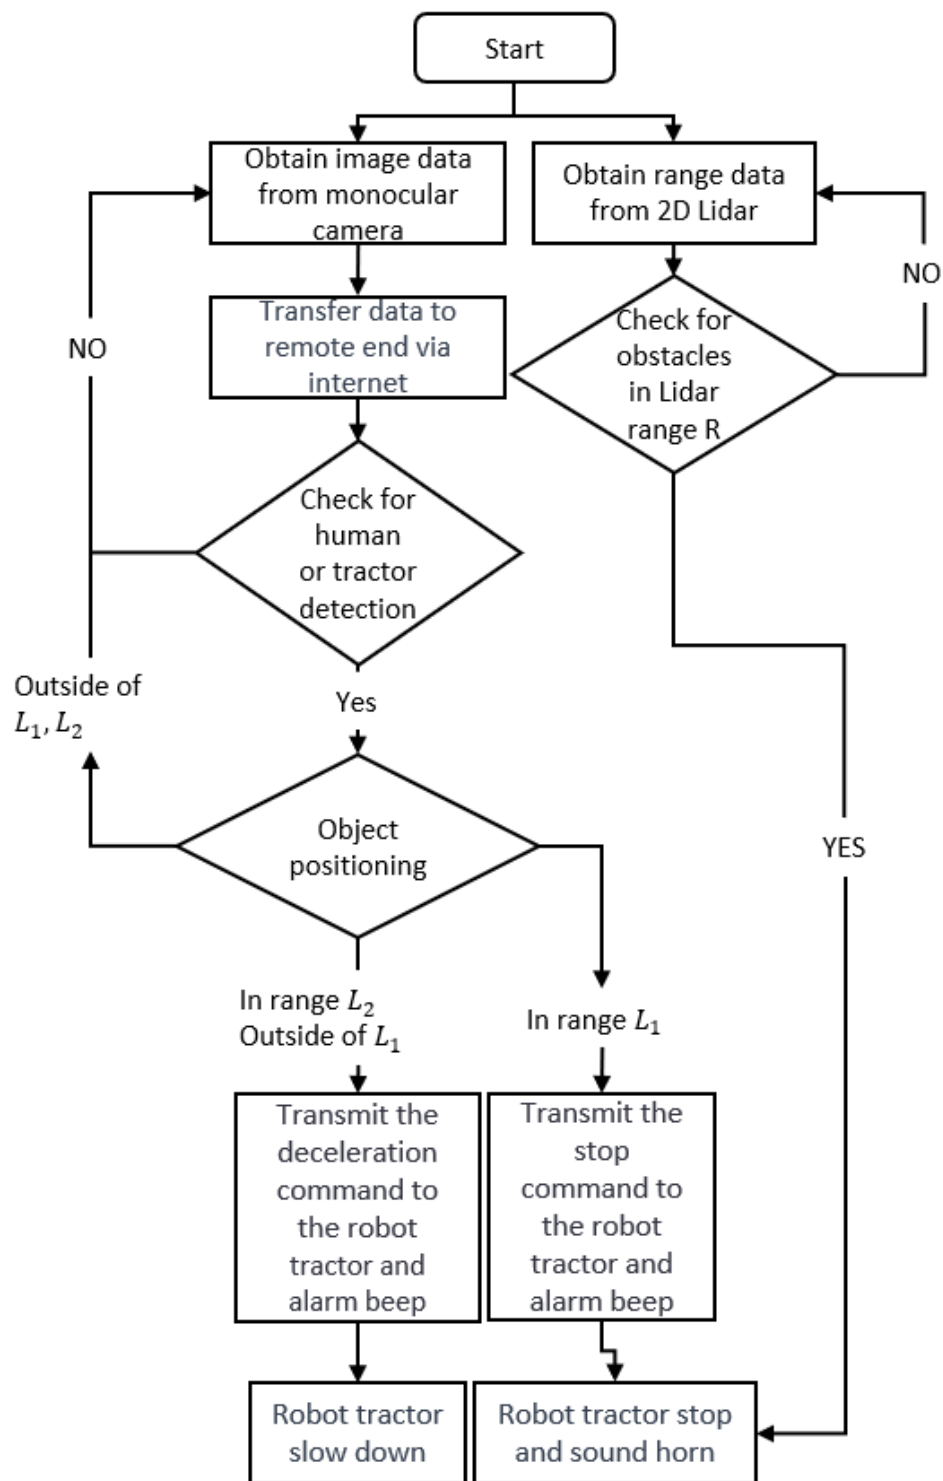 Start
Obtain image data
from monocular
camera
Obtain range data
from 2D Lidar
NO
Transfer data to
remote end via
internet
NO
Check for
obstacles
in Lidar
range R
Check for
human
or tractor
detection
Outside of
L₁, L₂
Yes
Object
positioning
YES
In range L₂
Outside of L₁
In range L₁
Transmit the
deceleration
command to
the robot
tractor and
alarm beep
Transmit the
stop
command to
the robot
tractor and
alarm beep
Robot tractor
slow down
Robot tractor stop
and sound horn